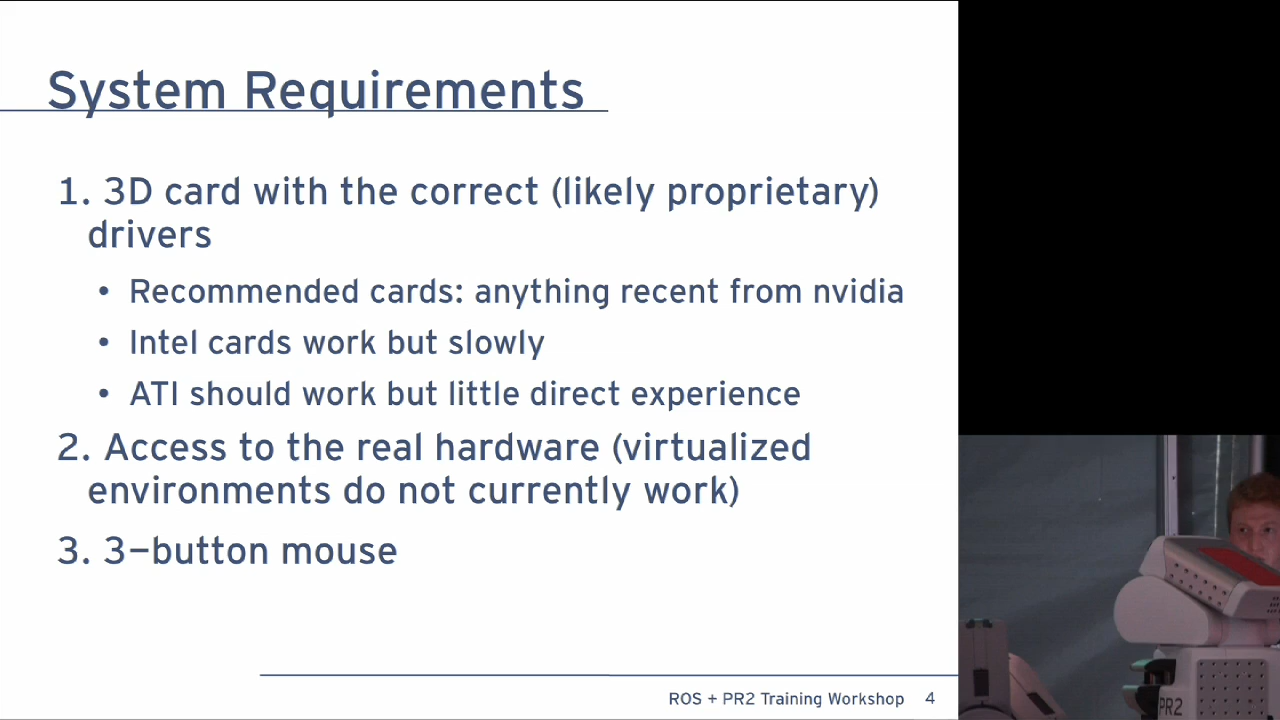 System Requirements
1. 3D card with the correct (likely proprietary)
drivers
• Recommended cards: anything recent from nvidia
• Intel cards work but slowly
• ATI should work but little direct experience
2. Access to the real hardware (virtualized
environments do not currently work)
3. 3-button mouse
ROS + PR2 Training Workshop 4
PR2